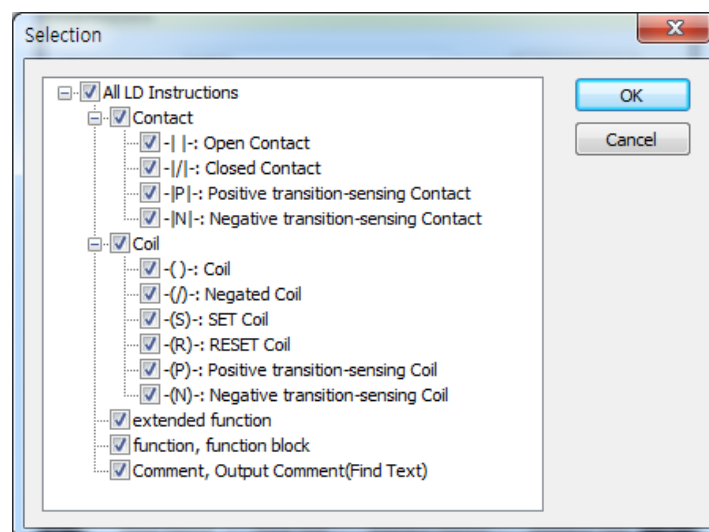 Selection
All LD Instructions
Contact
-| |-: Open Contact
-|/|-: Closed Contact
-|P|-: Positive transition-sensing Contact
-|N|-: Negative transition-sensing Contact
Coil
-( )-: Coil
-(/)-: Negated Coil
-(S)-: SET Coil
-(R)-: RESET Coil
-(P)-: Positive transition-sensing Coil
-(N)-: Negative transition-sensing Coil
extended function
function, function block
Comment, Output Comment(Find Text)
OK
Cancel